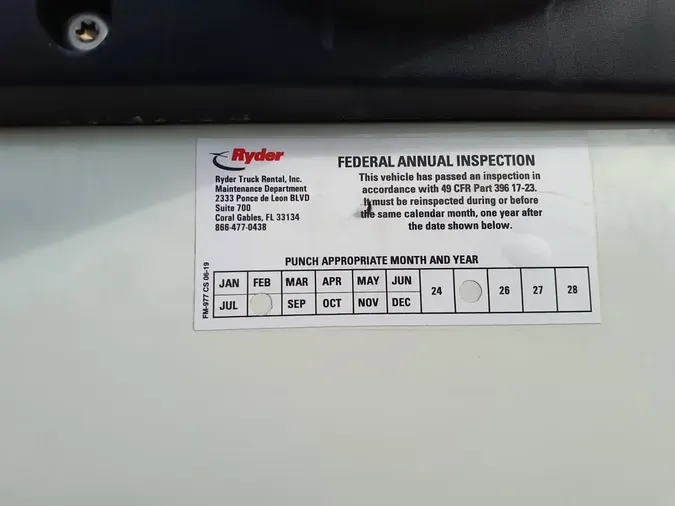 Ryder
Ryder Truck Rental, Inc.
Maintenance Department
2333 Ponce de Leon BLVD
Suite 700
Coral Gables, FL 33134
866-477-0438
FEDERAL ANNUAL INSPECTION
This vehicle has passed an inspection in
accordance with 49 CFR Part 396 17-23.
It must be reinspected during or before
the same calendar month, one year after
the date shown below.
PUNCH APPROPRIATE MONTH AND YEAR
JAN FEB MAR APR MAY JUN
JUL SEP OCT NOV DEC
24 26 27 28
FM-977 CS 06-19